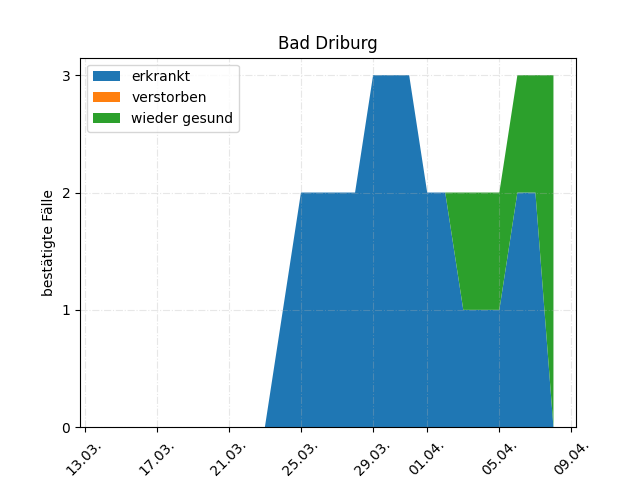 Bad Driburg
erkrankt
verstorben
wieder gesund
bestätigte Fälle
3
2
1
0
13.03.
17.03.
21.03.
25.03.
29.03.
01.04.
05.04.
09.04.